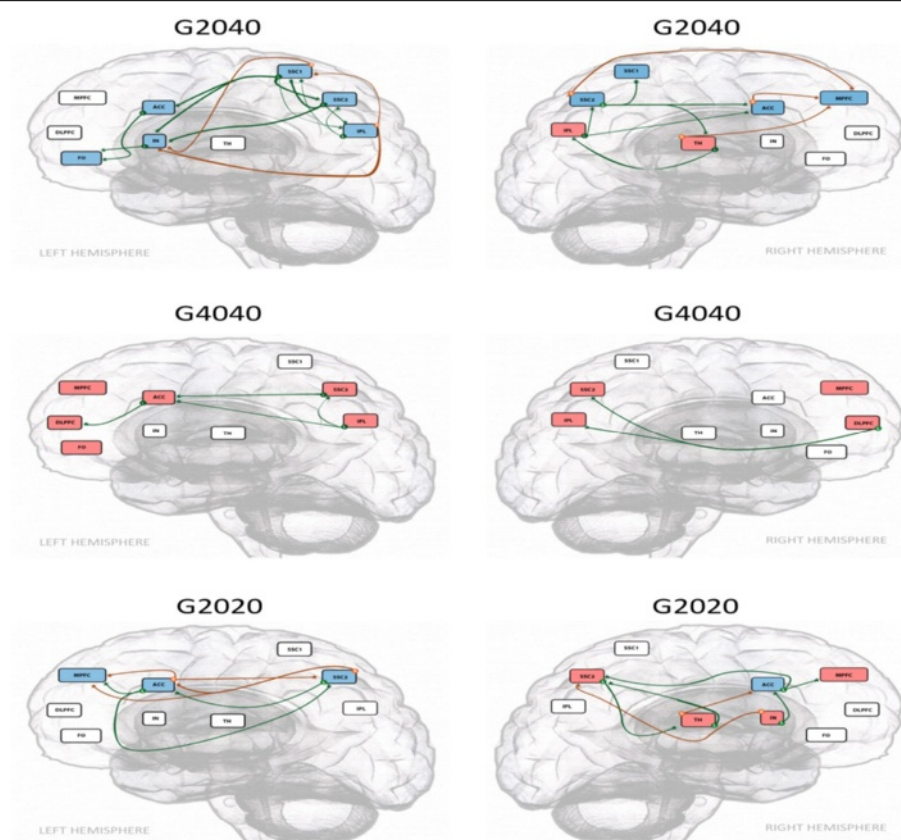 G2040
G2040
SSC1
SSC2
MPFC
ACC
DLPFC
IN
TH
IPL
FO
LEFT HEMISPHERE
SSC1
SSC2
MPFC
ACC
IPL
TH
IN
DLPFC
FO
RIGHT HEMISPHERE
G4040
G4040
SSC1
MPFC
ACC
SSC2
DLPFC
IN
TH
IPL
FO
LEFT HEMISPHERE
SSC1
SSC2
MPFC
ACC
IPL
TH
IN
DLPFC
FO
RIGHT HEMISPHERE
G2020
G2020
SSC1
MPFC
ACC
SSC2
DLPFC
IN
TH
IPL
FO
LEFT HEMISPHERE
SSC1
SSC2
MPFC
ACC
IPL
TH
IN
DLPFC
FO
RIGHT HEMISPHERE